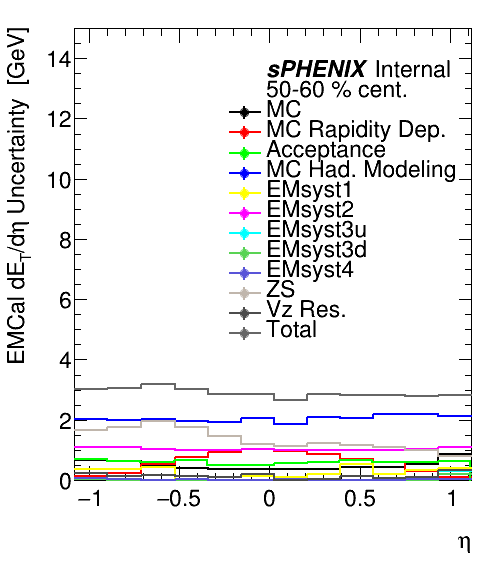 EMCal dE_T/dη Uncertainty [GeV]
14
12
10
8
6
4
2
0
sPHENIX Internal
50-60 % cent.
MC
MC Rapidity Dep.
Acceptance
MC Had. Modeling
EMsyst1
EMsyst2
EMsyst3u
EMsyst3d
EMsyst4
ZS
Vz Res.
Total
−1 −0.5 0 0.5 1
η